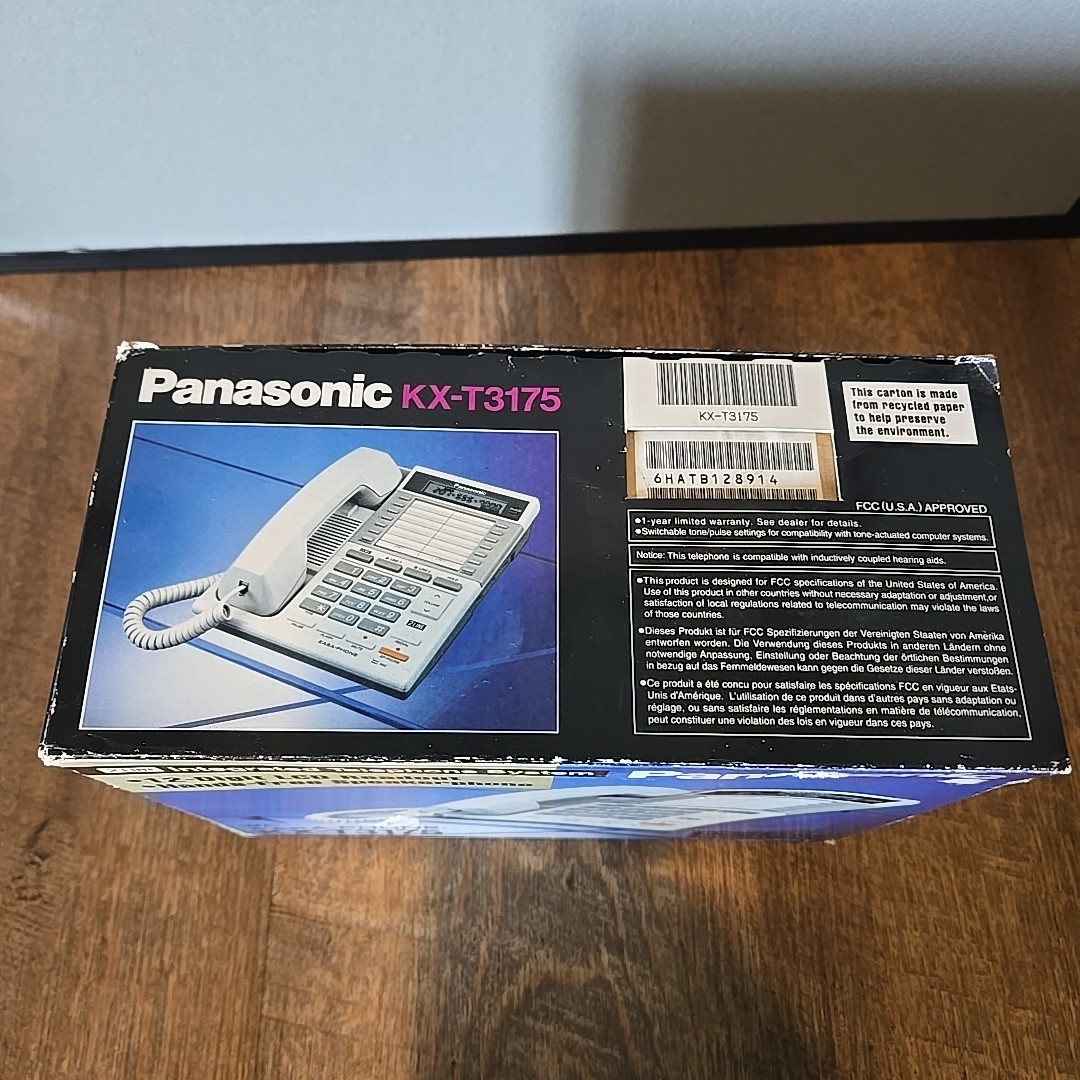 Panasonic KX-T3175
KX-T3175
6HATB128914
This carton is made
from recycled paper
to help preserve
the environment.
FCC (U.S.A.) APPROVED
●1-year limited warranty. See dealer for details.
●Switchable tone/pulse settings for compatibility with tone-actuated computer systems.
Notice: This telephone is compatible with inductively coupled hearing aids.
●This product is designed for FCC specifications of the United States of America.
Use of this product in other countries without necessary adaptation or adjustment, or
satisfaction of local regulations related to telecommunication may violate the laws
of those countries.
●Dieses Produkt ist für FCC Spezifizierungen der Vereinigten Staaten von Amerika
entworfen worden. Die Verwendung dieses Produkts in anderen Ländern ohne
notwendige Anpassung, Einstellung oder Beachtung der örtlichen Bestimmungen
in bezug auf das Fernmeldewesen kann gegen die Gesetze dieser Länder verstoßen.
●Ce produit a été concu pour satisfaire les spécifications FCC en vigueur aux Etats-
Unis d'Amérique. L'utilisation de ce produit dans d'autres pays sans adaptation ou
réglage, ou sans satisfaire les réglementations en matière de télécommunication,
peut constituer une violation des lois en vigueur dans ces pays.
Panasonic
EASA-PHONE
12-Digit LCD
KX-T3175